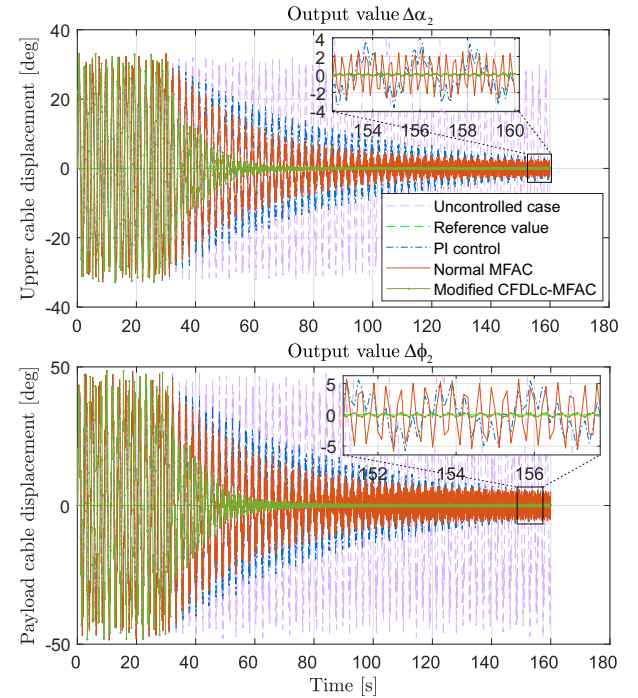 Output value Δα₂
Upper cable displacement [deg]
40
20
0
-20
-40
4
2
0
-2
-4
154 156 158 160
Uncontrolled case
Reference value
PI control
Normal MFAC
Modified CFDLc-MFAC
0 20 40 60 80 100 120 140 160 180
Output value Δϕ₂
Payload cable displacement [deg]
50
0
-50
5
0
-5
152 154 156
0 20 40 60 80 100 120 140 160 180
Time [s]